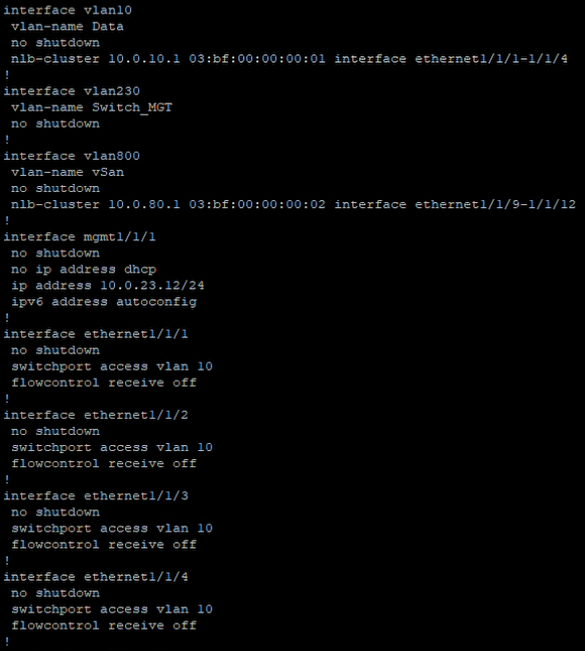 interface vlan10
vlan-name Data
no shutdown
nlb-cluster 10.0.10.1 03:bf:00:00:00:01 interface ethernet1/1/1-1/1/4
!
interface vlan230
vlan-name Switch_MGT
no shutdown
!
interface vlan800
vlan-name vSan
no shutdown
nlb-cluster 10.0.80.1 03:bf:00:00:00:02 interface ethernet1/1/9-1/1/12
!
interface mgmt1/1/1
no shutdown
no ip address dhcp
ip address 10.0.23.12/24
ipv6 address autoconfig
!
interface ethernet1/1/1
no shutdown
switchport access vlan 10
flowcontrol receive off
!
interface ethernet1/1/2
no shutdown
switchport access vlan 10
flowcontrol receive off
!
interface ethernet1/1/3
no shutdown
switchport access vlan 10
flowcontrol receive off
!
interface ethernet1/1/4
no shutdown
switchport access vlan 10
flowcontrol receive off
!